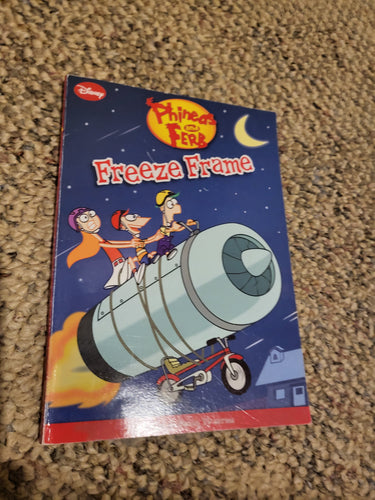 Disney
Phineas
and
FERB
Freeze Frame